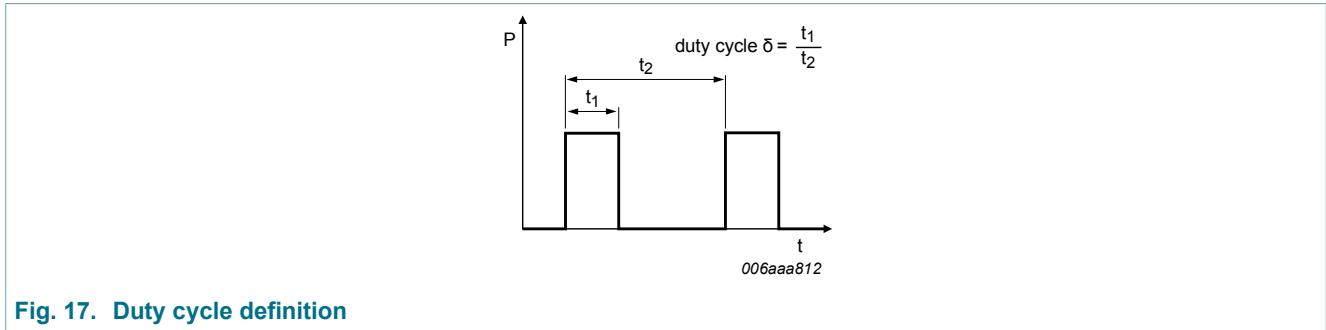 P
duty cycle δ = t1
t2
t2
t1
t
006aaa812
Fig. 17. Duty cycle definition